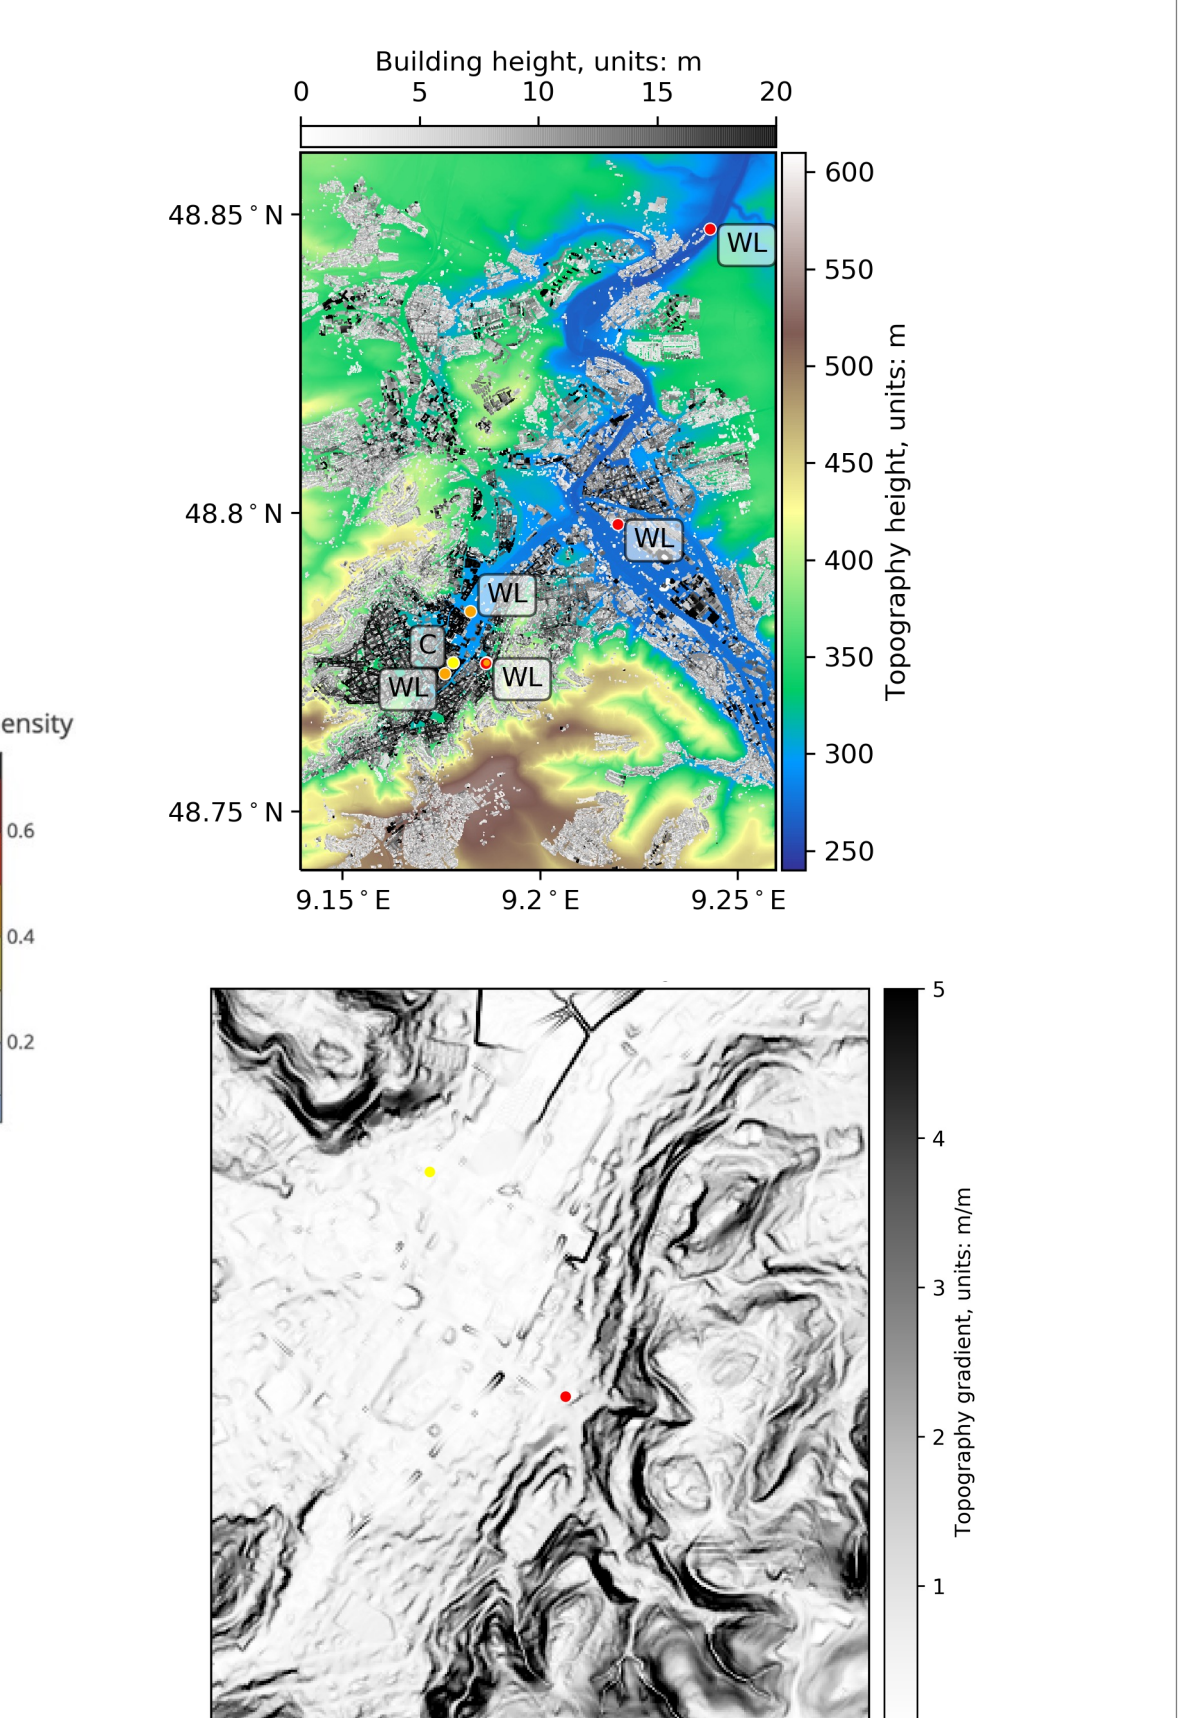 Building height, units: m
0 5 10 15 20
48.85°N
48.8°N
48.75°N
9.15°E 9.2°E 9.25°E
WL
WL
WL
C
WL
WL
600
550
500
450
400
350
300
250
Topography height, units: m
ensity
0.6
0.4
0.2
5
4
3
2
1
Topography gradient, units: m/m